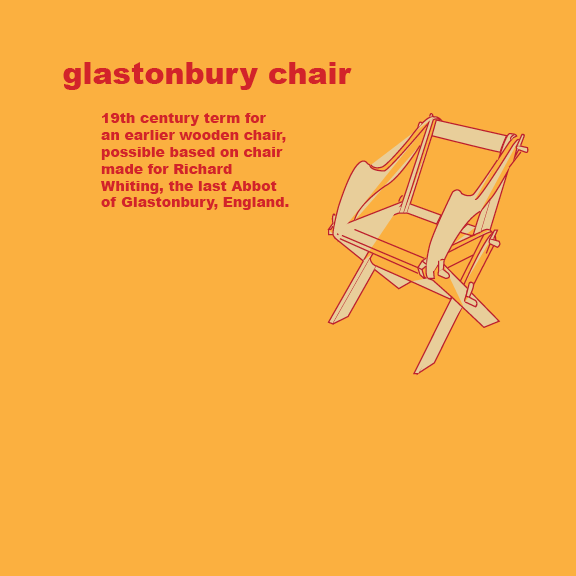 glastonbury chair
19th century term for
an earlier wooden chair,
possible based on chair
made for Richard
Whiting, the last Abbot
of Glastonbury, England.